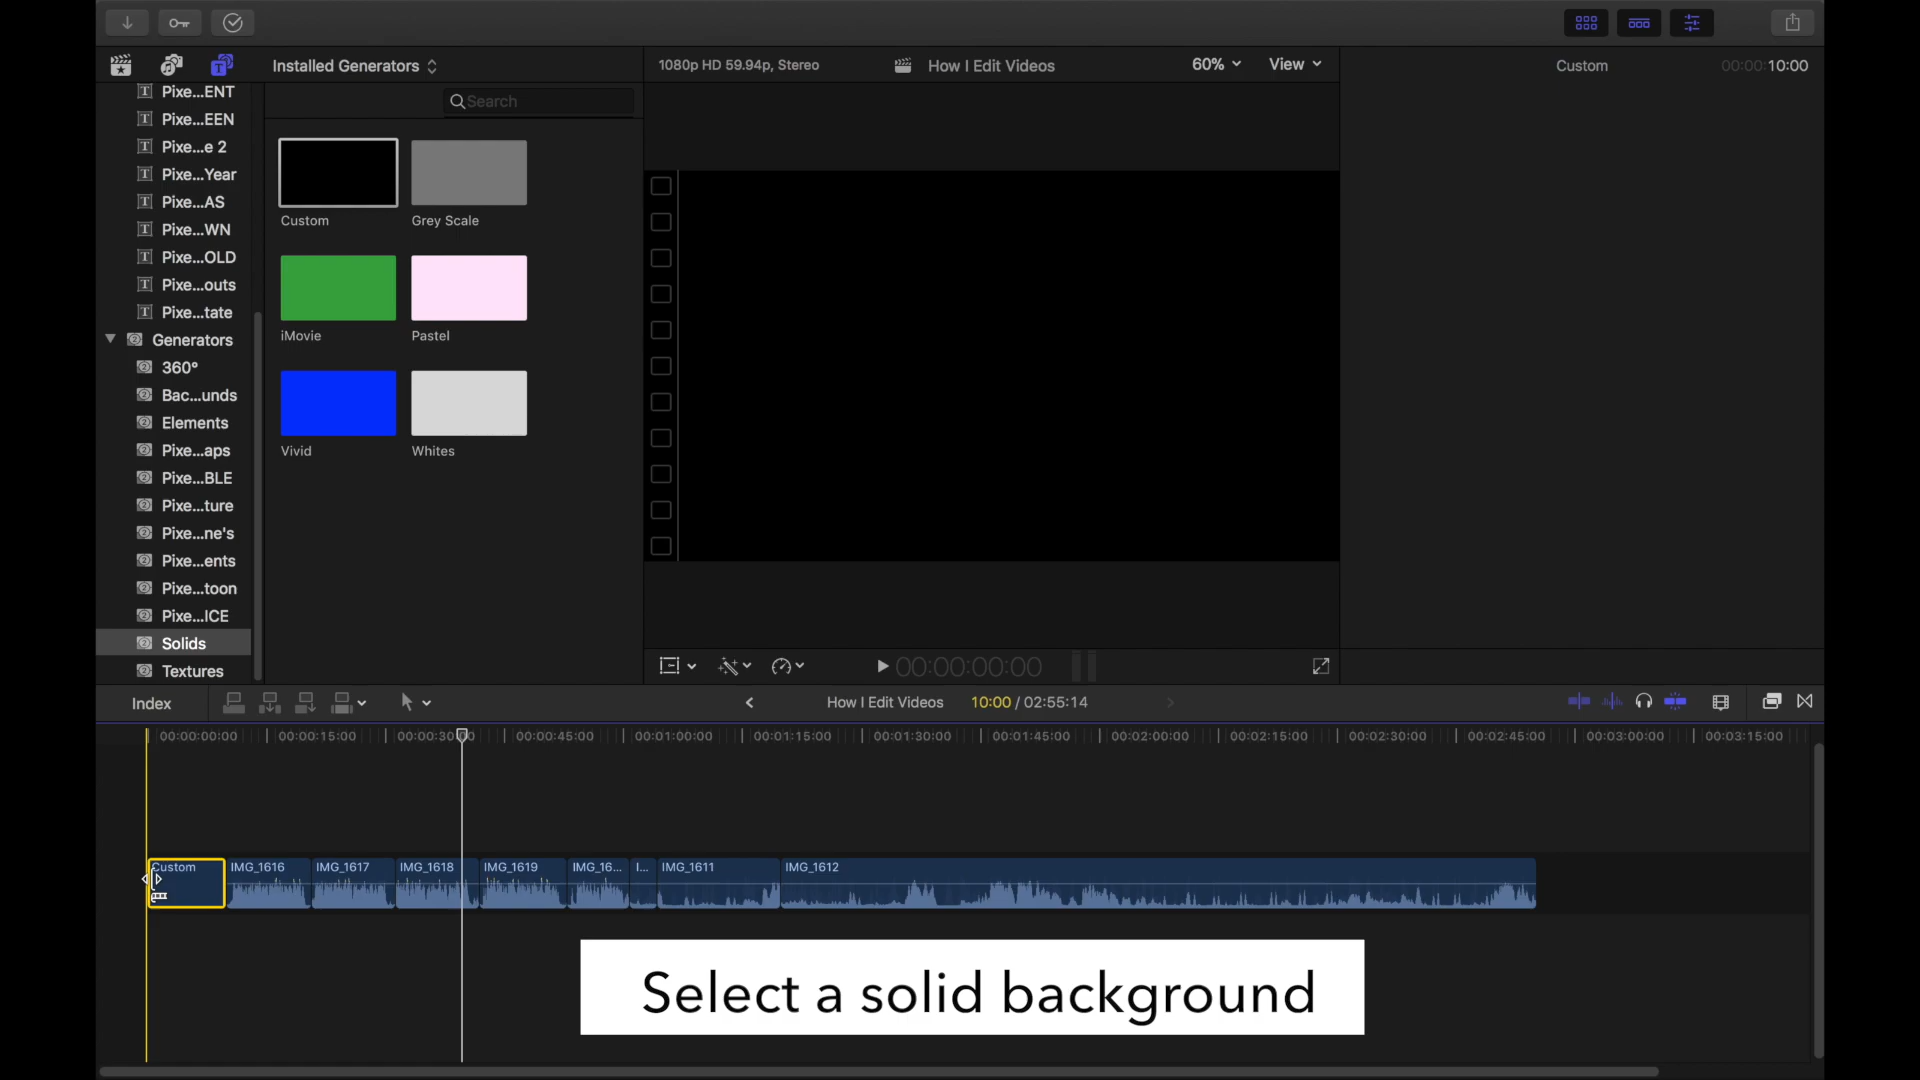 Installed Generators
1080p HD 59.94p, Stereo
How I Edit Videos
60%
View
Custom
00:00:10:00
Search
Pixe...ENT
Pixe...EEN
Pixe...e 2
Pixe...Year
Pixe...AS
Pixe...WN
Pixe...OLD
Pixe...outs
Pixe...tate
Generators
360°
Bac...unds
Elements
Pixe...aps
Pixe...BLE
Pixe...ture
Pixe...ne's
Pixe...ents
Pixe...toon
Pixe...ICE
Solids
Textures
Custom
Grey Scale
iMovie
Pastel
Vivid
Whites
00:00:00:00
Index
How I Edit Videos
10:00 / 02:55:14
00:00:00:00
00:00:15:00
00:00:30:00
00:00:45:00
00:01:00:00
00:01:15:00
00:01:30:00
00:01:45:00
00:02:00:00
00:02:15:00
00:02:30:00
00:02:45:00
00:03:00:00
00:03:15:00
Custom
IMG_1616
IMG_1617
IMG_1618
IMG_1619
IMG_16...
I...
IMG_1611
IMG_1612
Select a solid background